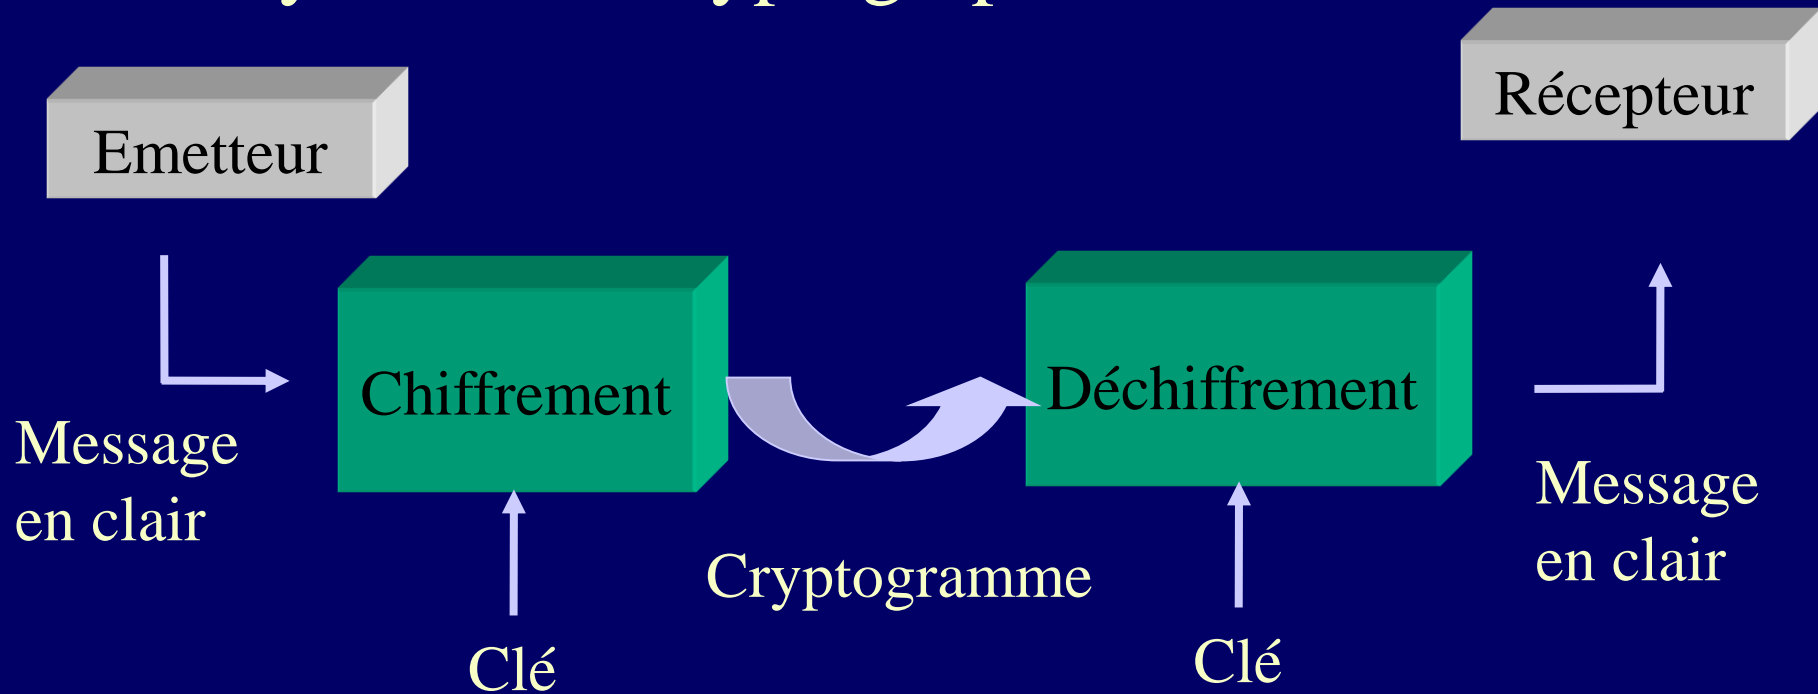 Emetteur
Récepteur
Chiffrement
Déchiffrement
Message
en clair
Cryptogramme
Message
en clair
Clé
Clé